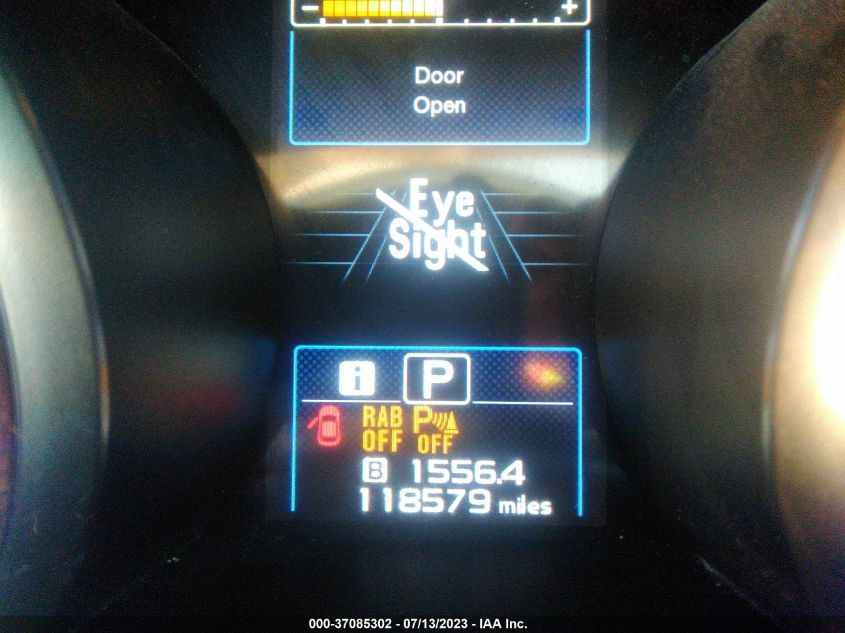 − +
Door
Open
Eye
Sight
i P
RAB P
OFF OFF
B 1556.4
118579 miles
000-37085302 - 07/13/2023 - IAA Inc.